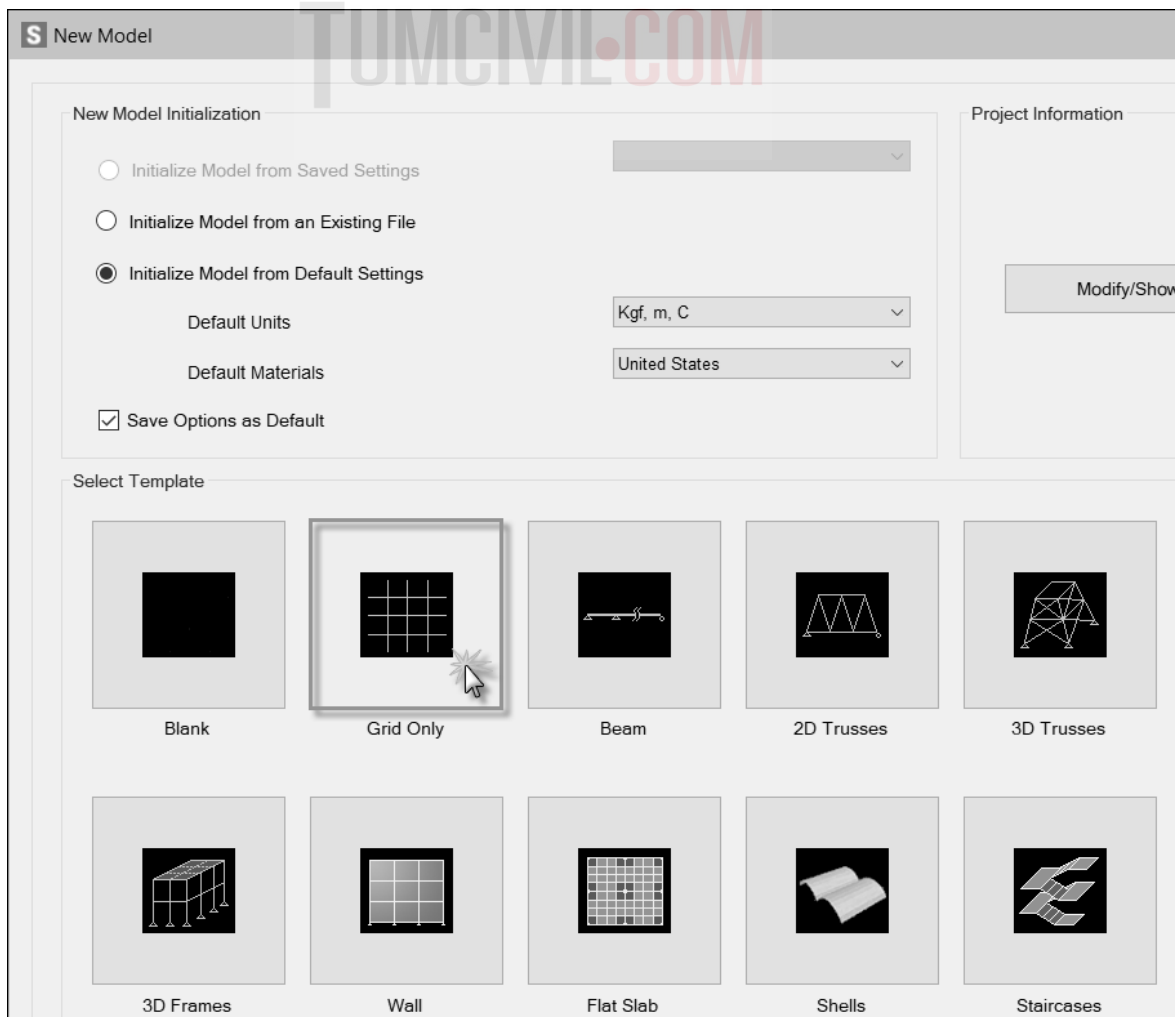 TUMCIVIL•COM
S New Model
New Model Initialization
Initialize Model from Saved Settings
Initialize Model from an Existing File
Initialize Model from Default Settings
Default Units
Kgf, m, C
Default Materials
United States
Save Options as Default
Project Information
Modify/Show
Select Template
Blank
Grid Only
Beam
2D Trusses
3D Trusses
3D Frames
Wall
Flat Slab
Shells
Staircases